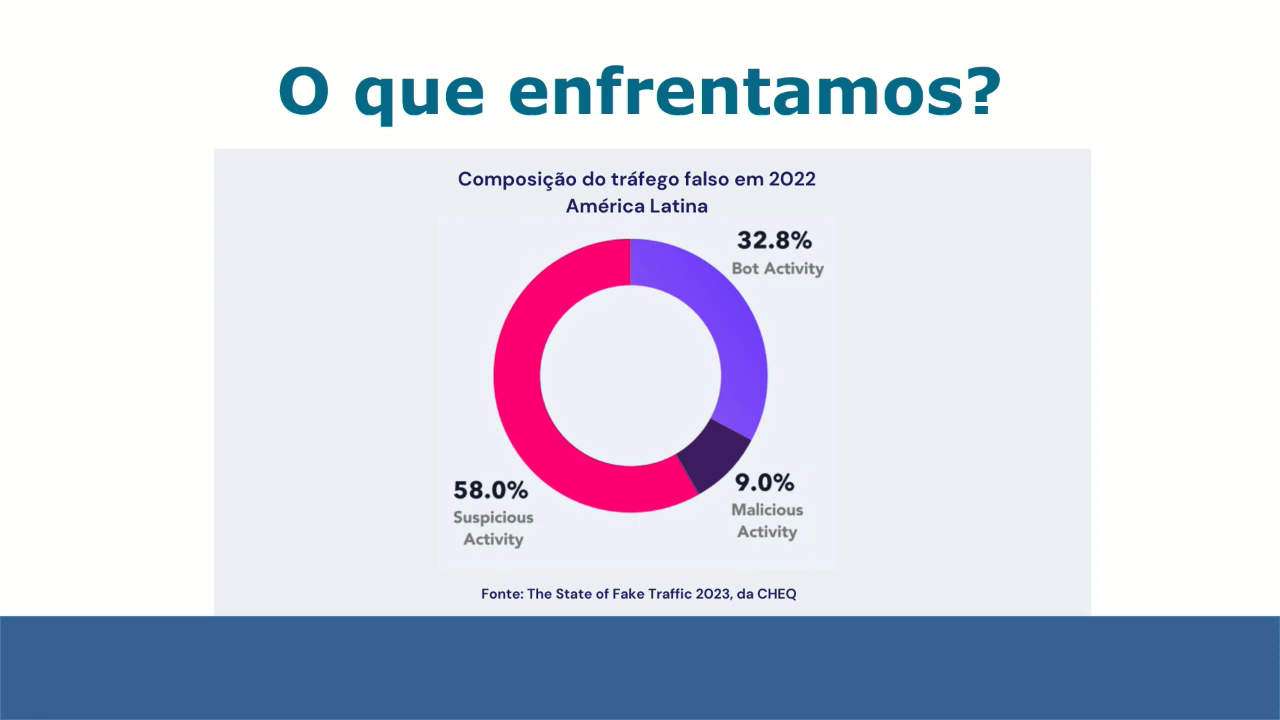 O que enfrentamos?
Composição do tráfego falso em 2022
América Latina
32.8%
Bot Activity
58.0%
Suspicious
Activity
9.0%
Malicious
Activity
Fonte: The State of Fake Traffic 2023, da CHEQ